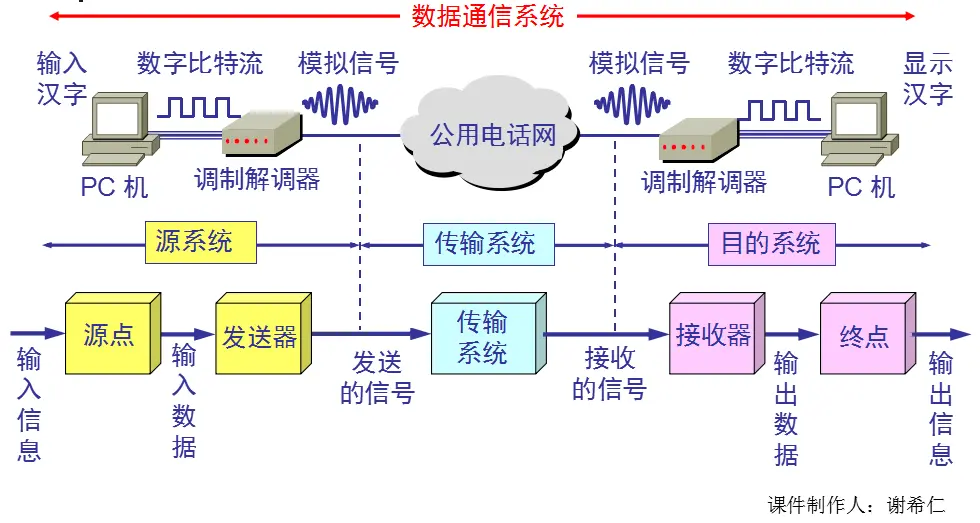 数据通信系统
输入
汉字
数字比特流
模拟信号
模拟信号
数字比特流
显示
汉字
公用电话网
PC 机
调制解调器
调制解调器
PC 机
源系统
传输系统
目的系统
源点
发送器
传输
系统
接收器
终点
输入信息
输入数据
发送
的信号
接收
的信号
输出数据
输出信息
课件制作人：谢希仁